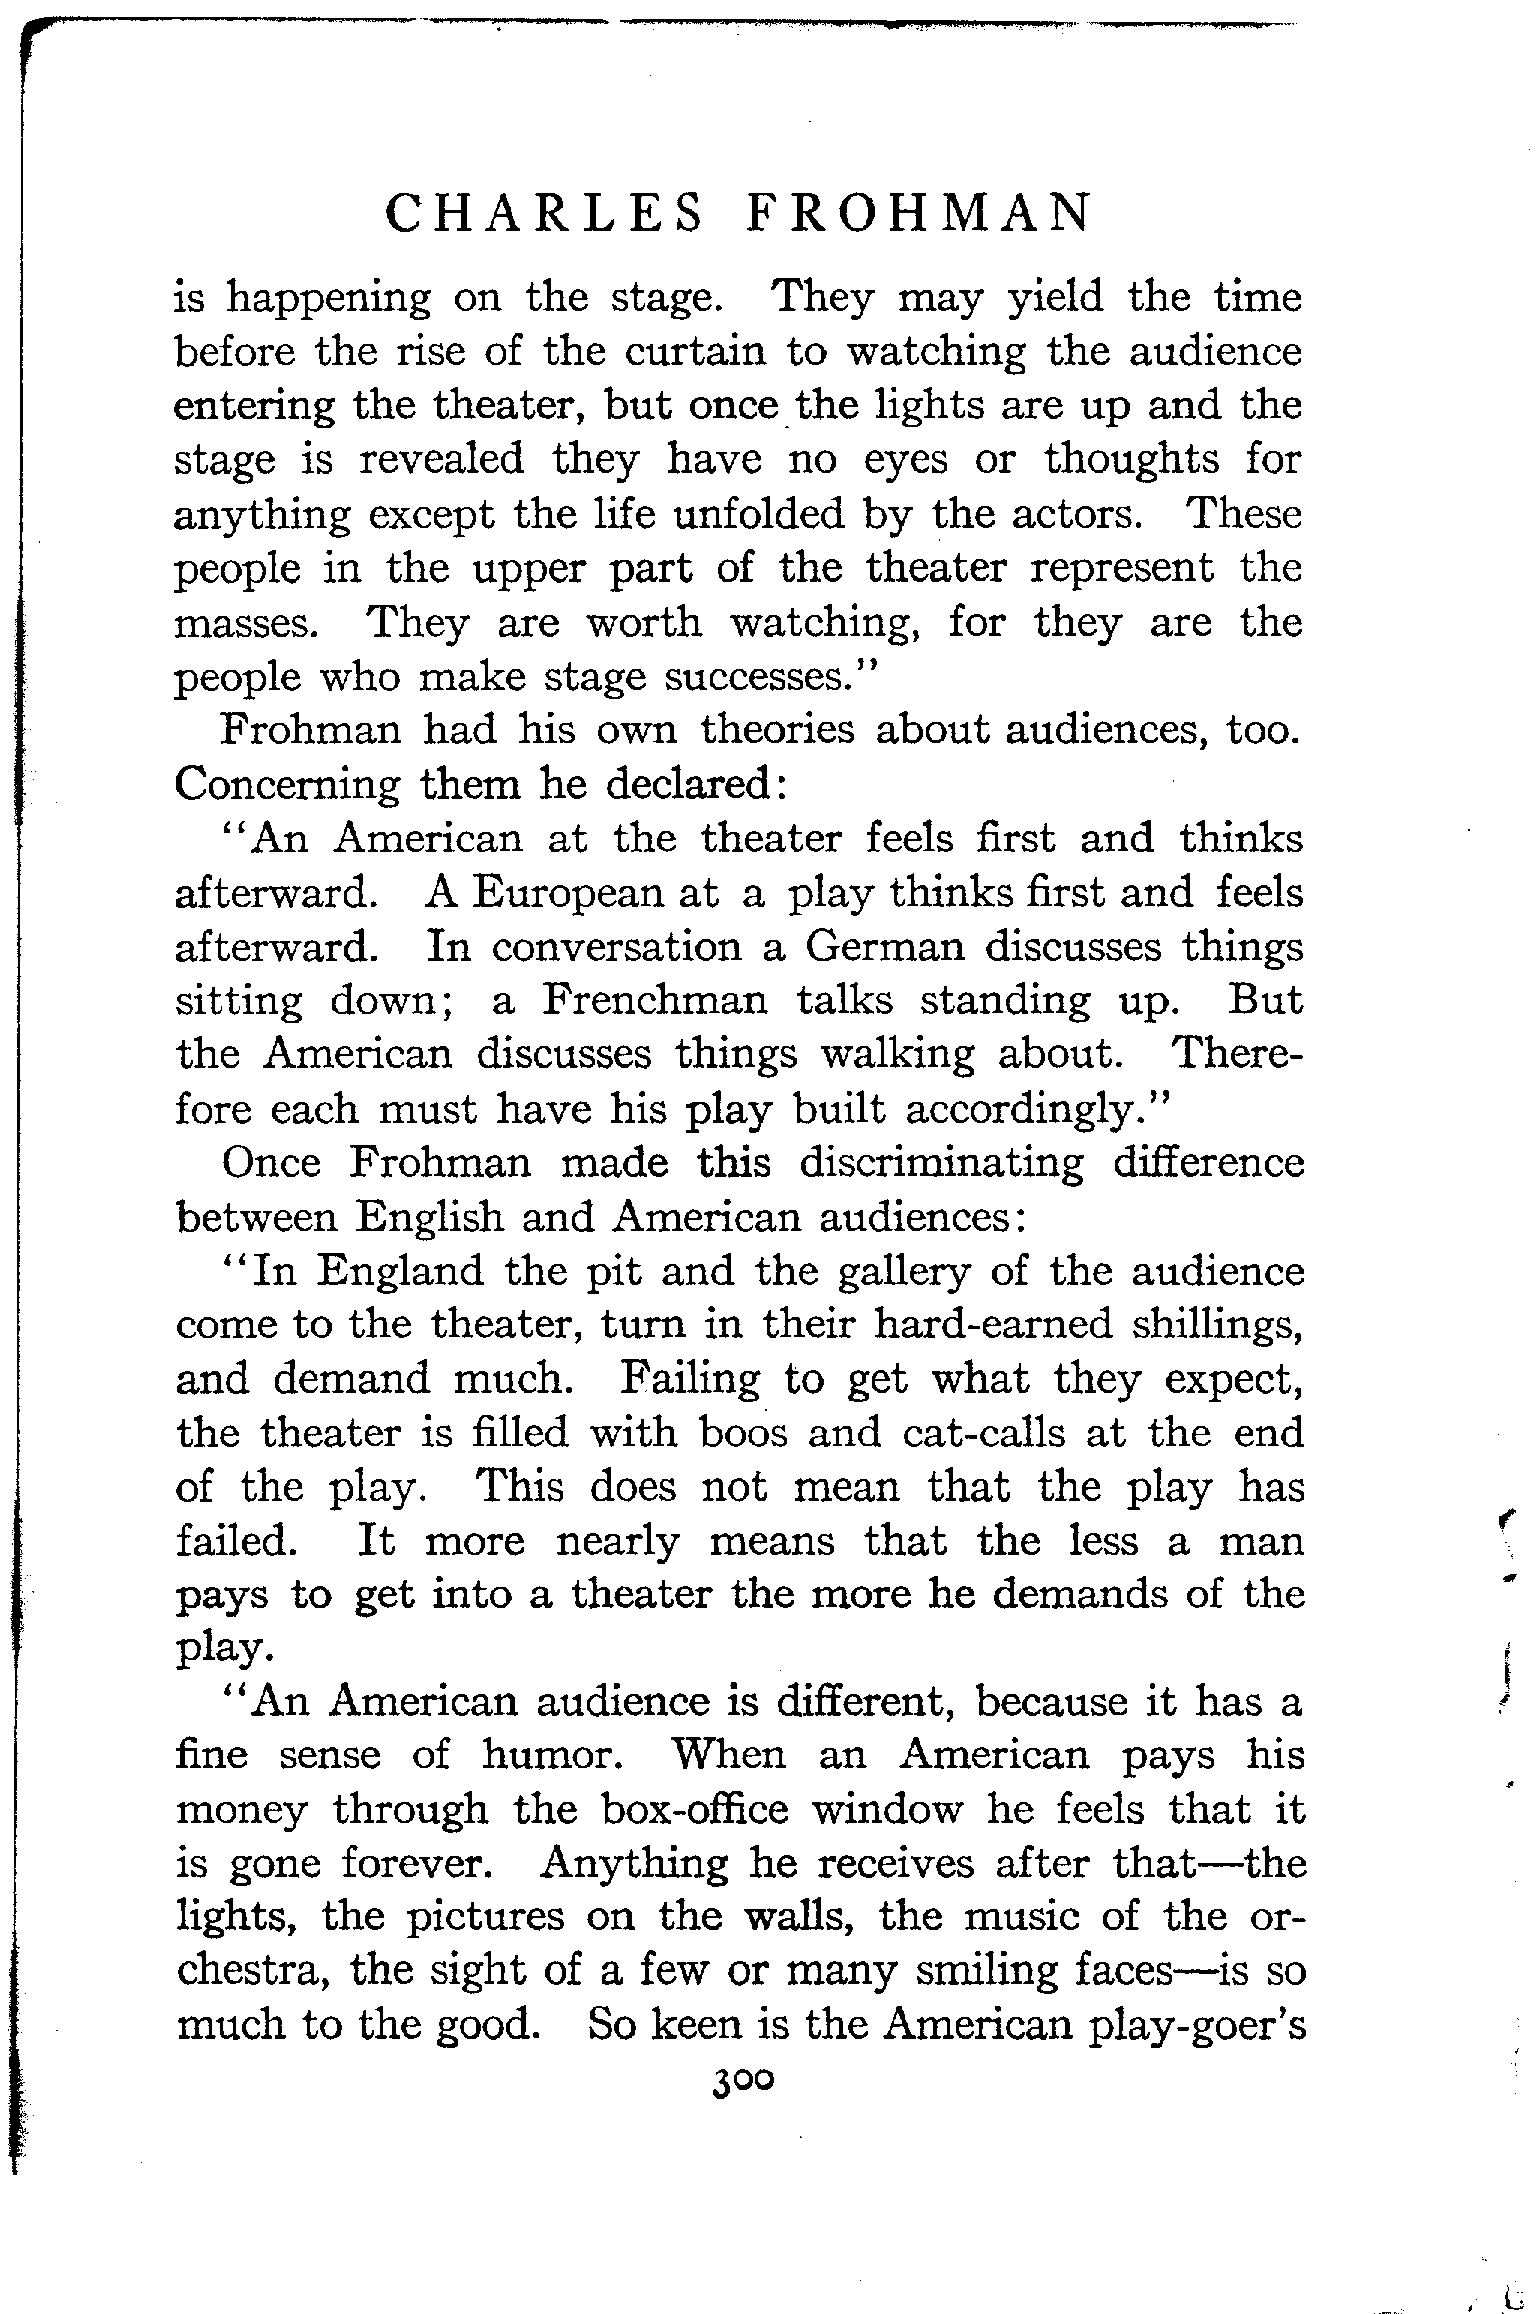 CHARLES FROHMAN
is happening on the stage. They may yield the time
before the rise of the curtain to watching the audience
entering the theater, but once the lights are up and the
stage is revealed they have no eyes or thoughts for
anything except the life unfolded by the actors. These
people in the upper part of the theater represent the
masses. They are worth watching, for they are the
people who make stage successes."
Frohman had his own theories about audiences, too.
Concerning them he declared:
"An American at the theater feels first and thinks
afterward. A European at a play thinks first and feels
afterward. In conversation a German discusses things
sitting down; a Frenchman talks standing up. But
the American discusses things walking about. There-
fore each must have his play built accordingly."
Once Frohman made this discriminating difference
between English and American audiences:
"In England the pit and the gallery of the audience
come to the theater, turn in their hard-earned shillings,
and demand much. Failing to get what they expect,
the theater is filled with boos and cat-calls at the end
of the play. This does not mean that the play has
failed. It more nearly means that the less a man
pays to get into a theater the more he demands of the
play.
"An American audience is different, because it has a
fine sense of humor. When an American pays his
money through the box-office window he feels that it
is gone forever. Anything he receives after that—the
lights, the pictures on the walls, the music of the or-
chestra, the sight of a few or many smiling faces—is so
much to the good. So keen is the American play-goer's
300